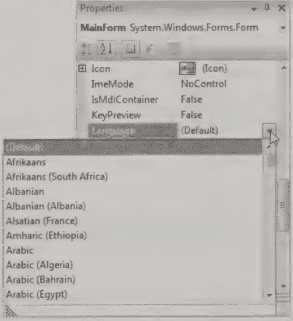 Properties
MainForm System.Windows.Forms.Form
Icon (Icon)
ImeMode NoControl
IsMdiContainer False
KeyPreview False
Language (Default)
(Default)
Afrikaans
Afrikaans (South Africa)
Albanian
Albanian (Albania)
Alsatian (France)
Amharic (Ethiopia)
Arabic
Arabic (Algeria)
Arabic (Bahrain)
Arabic (Egypt)